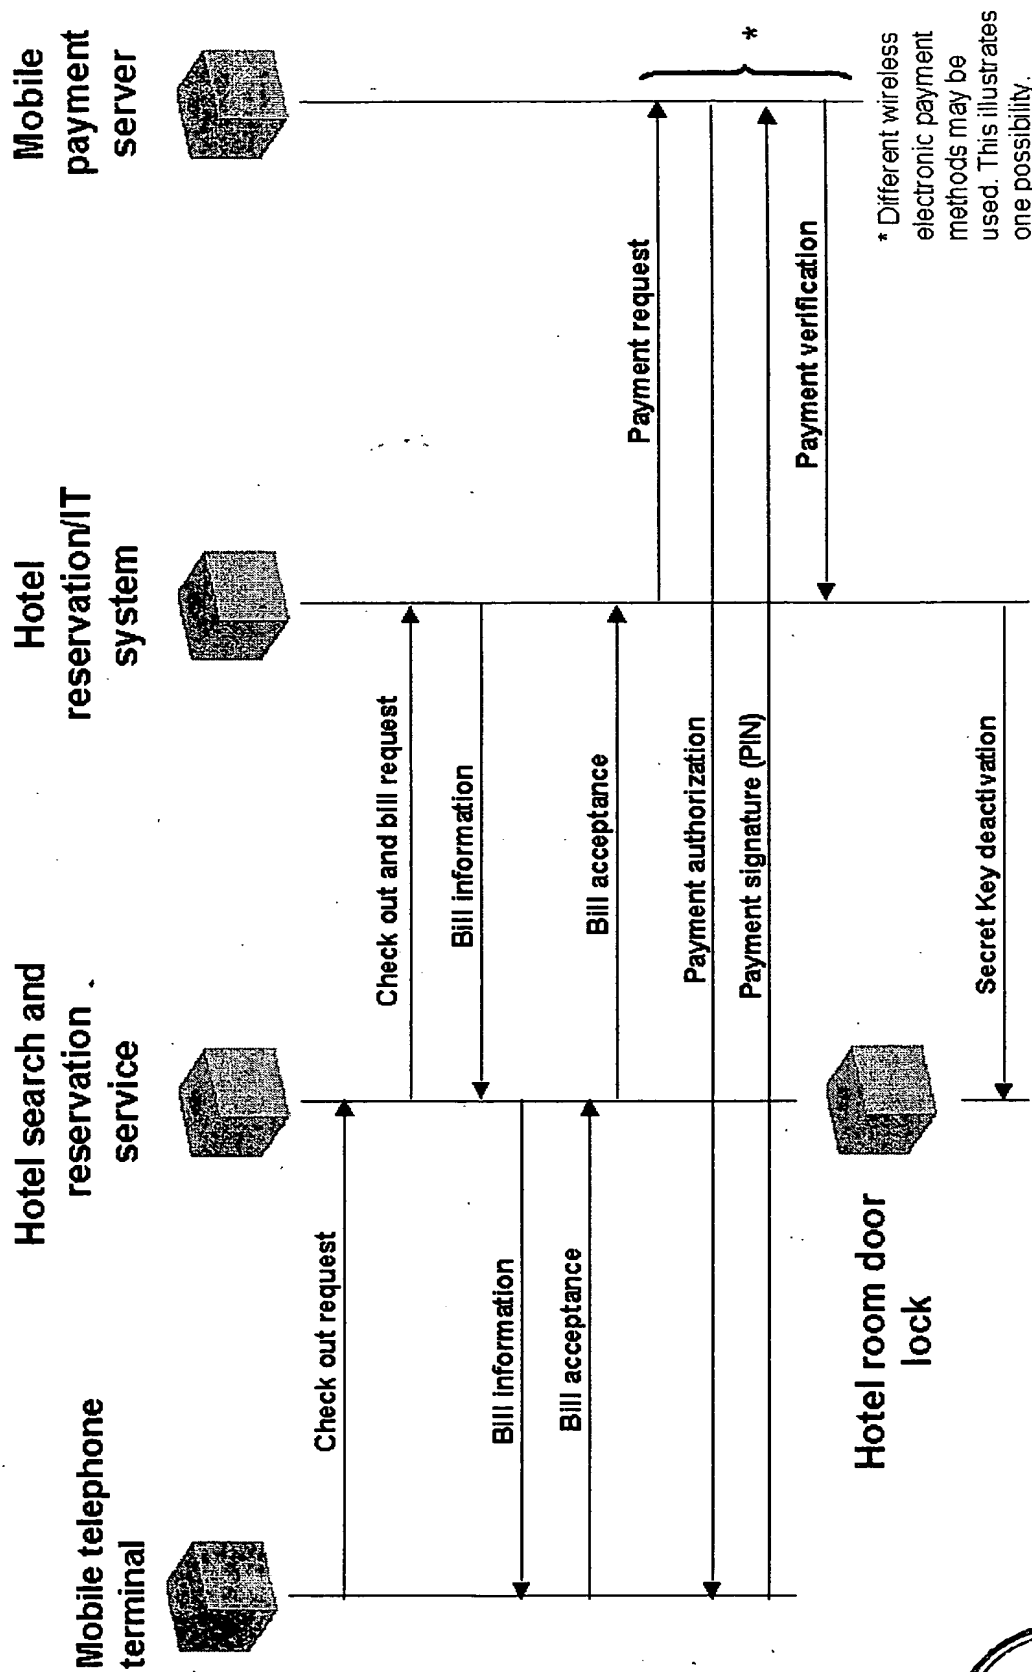 Mobile telephone
terminal
Hotel search and
reservation
service
Hotel
reservation/IT
system
Mobile
payment
server
Check out request
Check out and bill request
Bill information
Bill information
Bill acceptance
Bill acceptance
Payment request
*
Payment authorization
Payment signature (PIN)
Payment verification
Hotel room door
lock
* Different wireless
electronic payment
methods may be
used. This illustrates
one possibility.
Secret Key deactivation